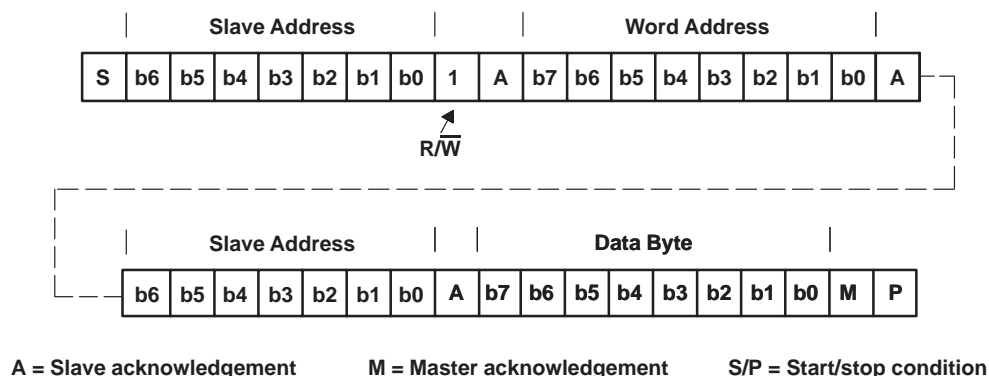 Slave Address Word Address
S b6 b5 b4 b3 b2 b1 b0 1 A b7 b6 b5 b4 b3 b2 b1 b0 A
R/W̅
Slave Address Data Byte
b6 b5 b4 b3 b2 b1 b0 A b7 b6 b5 b4 b3 b2 b1 b0 M P
A = Slave acknowledgement M = Master acknowledgement S/P = Start/stop condition